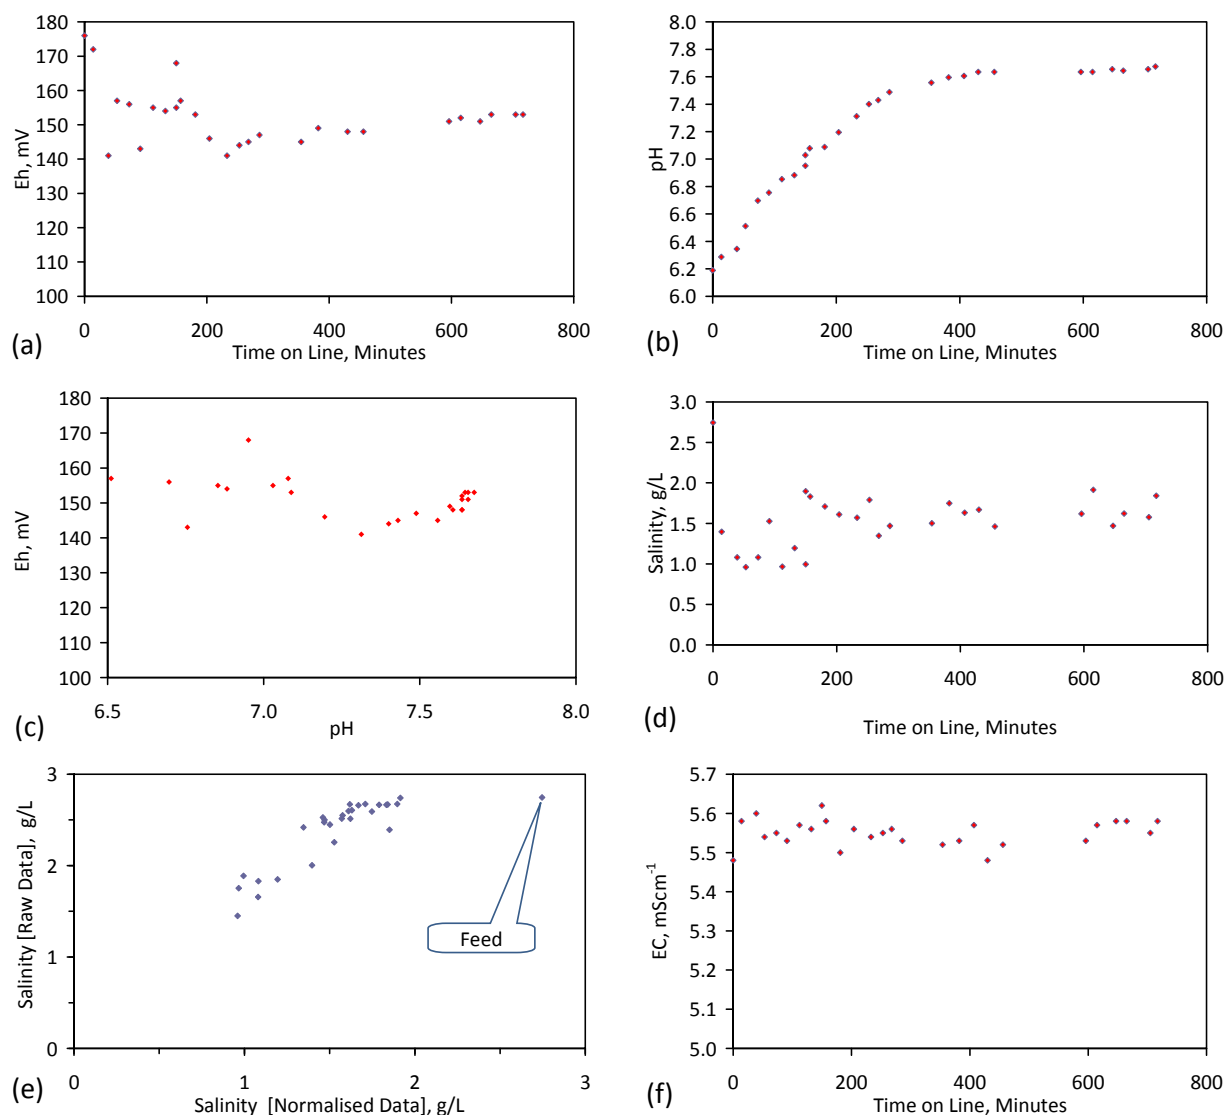 180
170
160
150
140
130
120
110
100
Eh, mV
0 200 400 600 800
Time on Line, Minutes
(a)
8.0
7.8
7.6
7.4
7.2
7.0
6.8
6.6
6.4
6.2
6.0
pH
0 200 400 600 800
Time on Line, Minutes
(b)
180
170
160
150
140
130
120
110
100
Eh, mV
6.5 7.0 7.5 8.0
pH
(c)
3.0
2.5
2.0
1.5
1.0
0.5
0.0
Salinity, g/L
0 200 400 600 800
Time on Line, Minutes
(d)
3
2
1
0
Salinity [Raw Data], g/L
Feed
0 1 2 3
Salinity [Normalised Data], g/L
(e)
5.7
5.6
5.5
5.4
5.3
5.2
5.1
5.0
EC, mScm⁻¹
0 200 400 600 800
Time on Line, Minutes
(f)